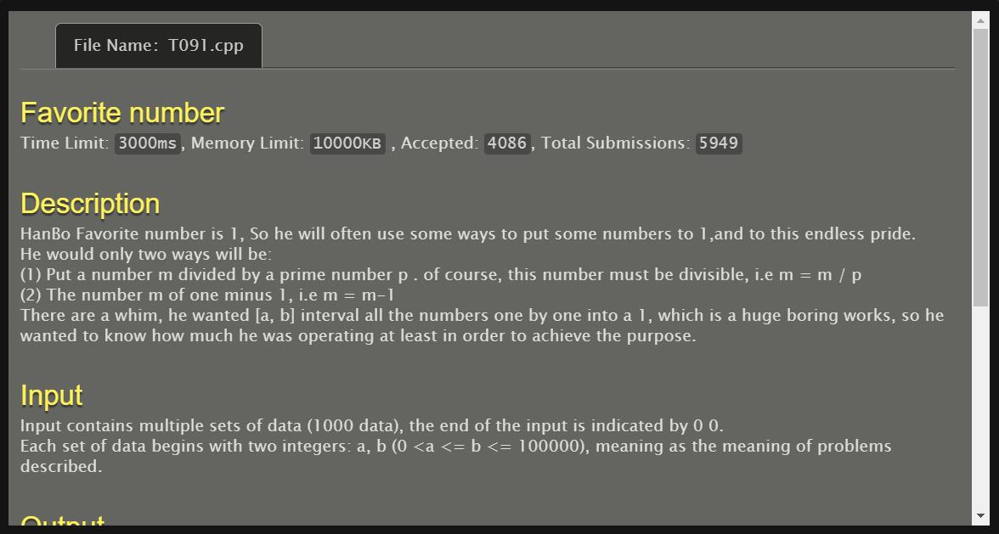 File Name: T091.cpp
Favorite number
Time Limit: 3000ms, Memory Limit: 10000KB , Accepted: 4086, Total Submissions: 5949
Description
HanBo Favorite number is 1, So he will often use some ways to put some numbers to 1,and to this endless pride.
He would only two ways will be:
(1) Put a number m divided by a prime number p . of course, this number must be divisible, i.e m = m / p
(2) The number m of one minus 1, i.e m = m-1
There are a whim, he wanted [a, b] interval all the numbers one by one into a 1, which is a huge boring works, so he
wanted to know how much he was operating at least in order to achieve the purpose.
Input
Input contains multiple sets of data (1000 data), the end of the input is indicated by 0 0.
Each set of data begins with two integers: a, b (0 <a <= b <= 100000), meaning as the meaning of problems
described.
Output